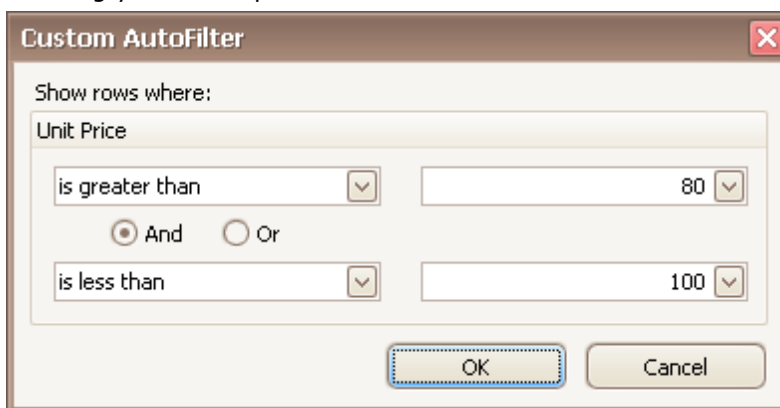 Custom AutoFilter
Show rows where:
Unit Price
is greater than 80
And Or
is less than 100
OK Cancel